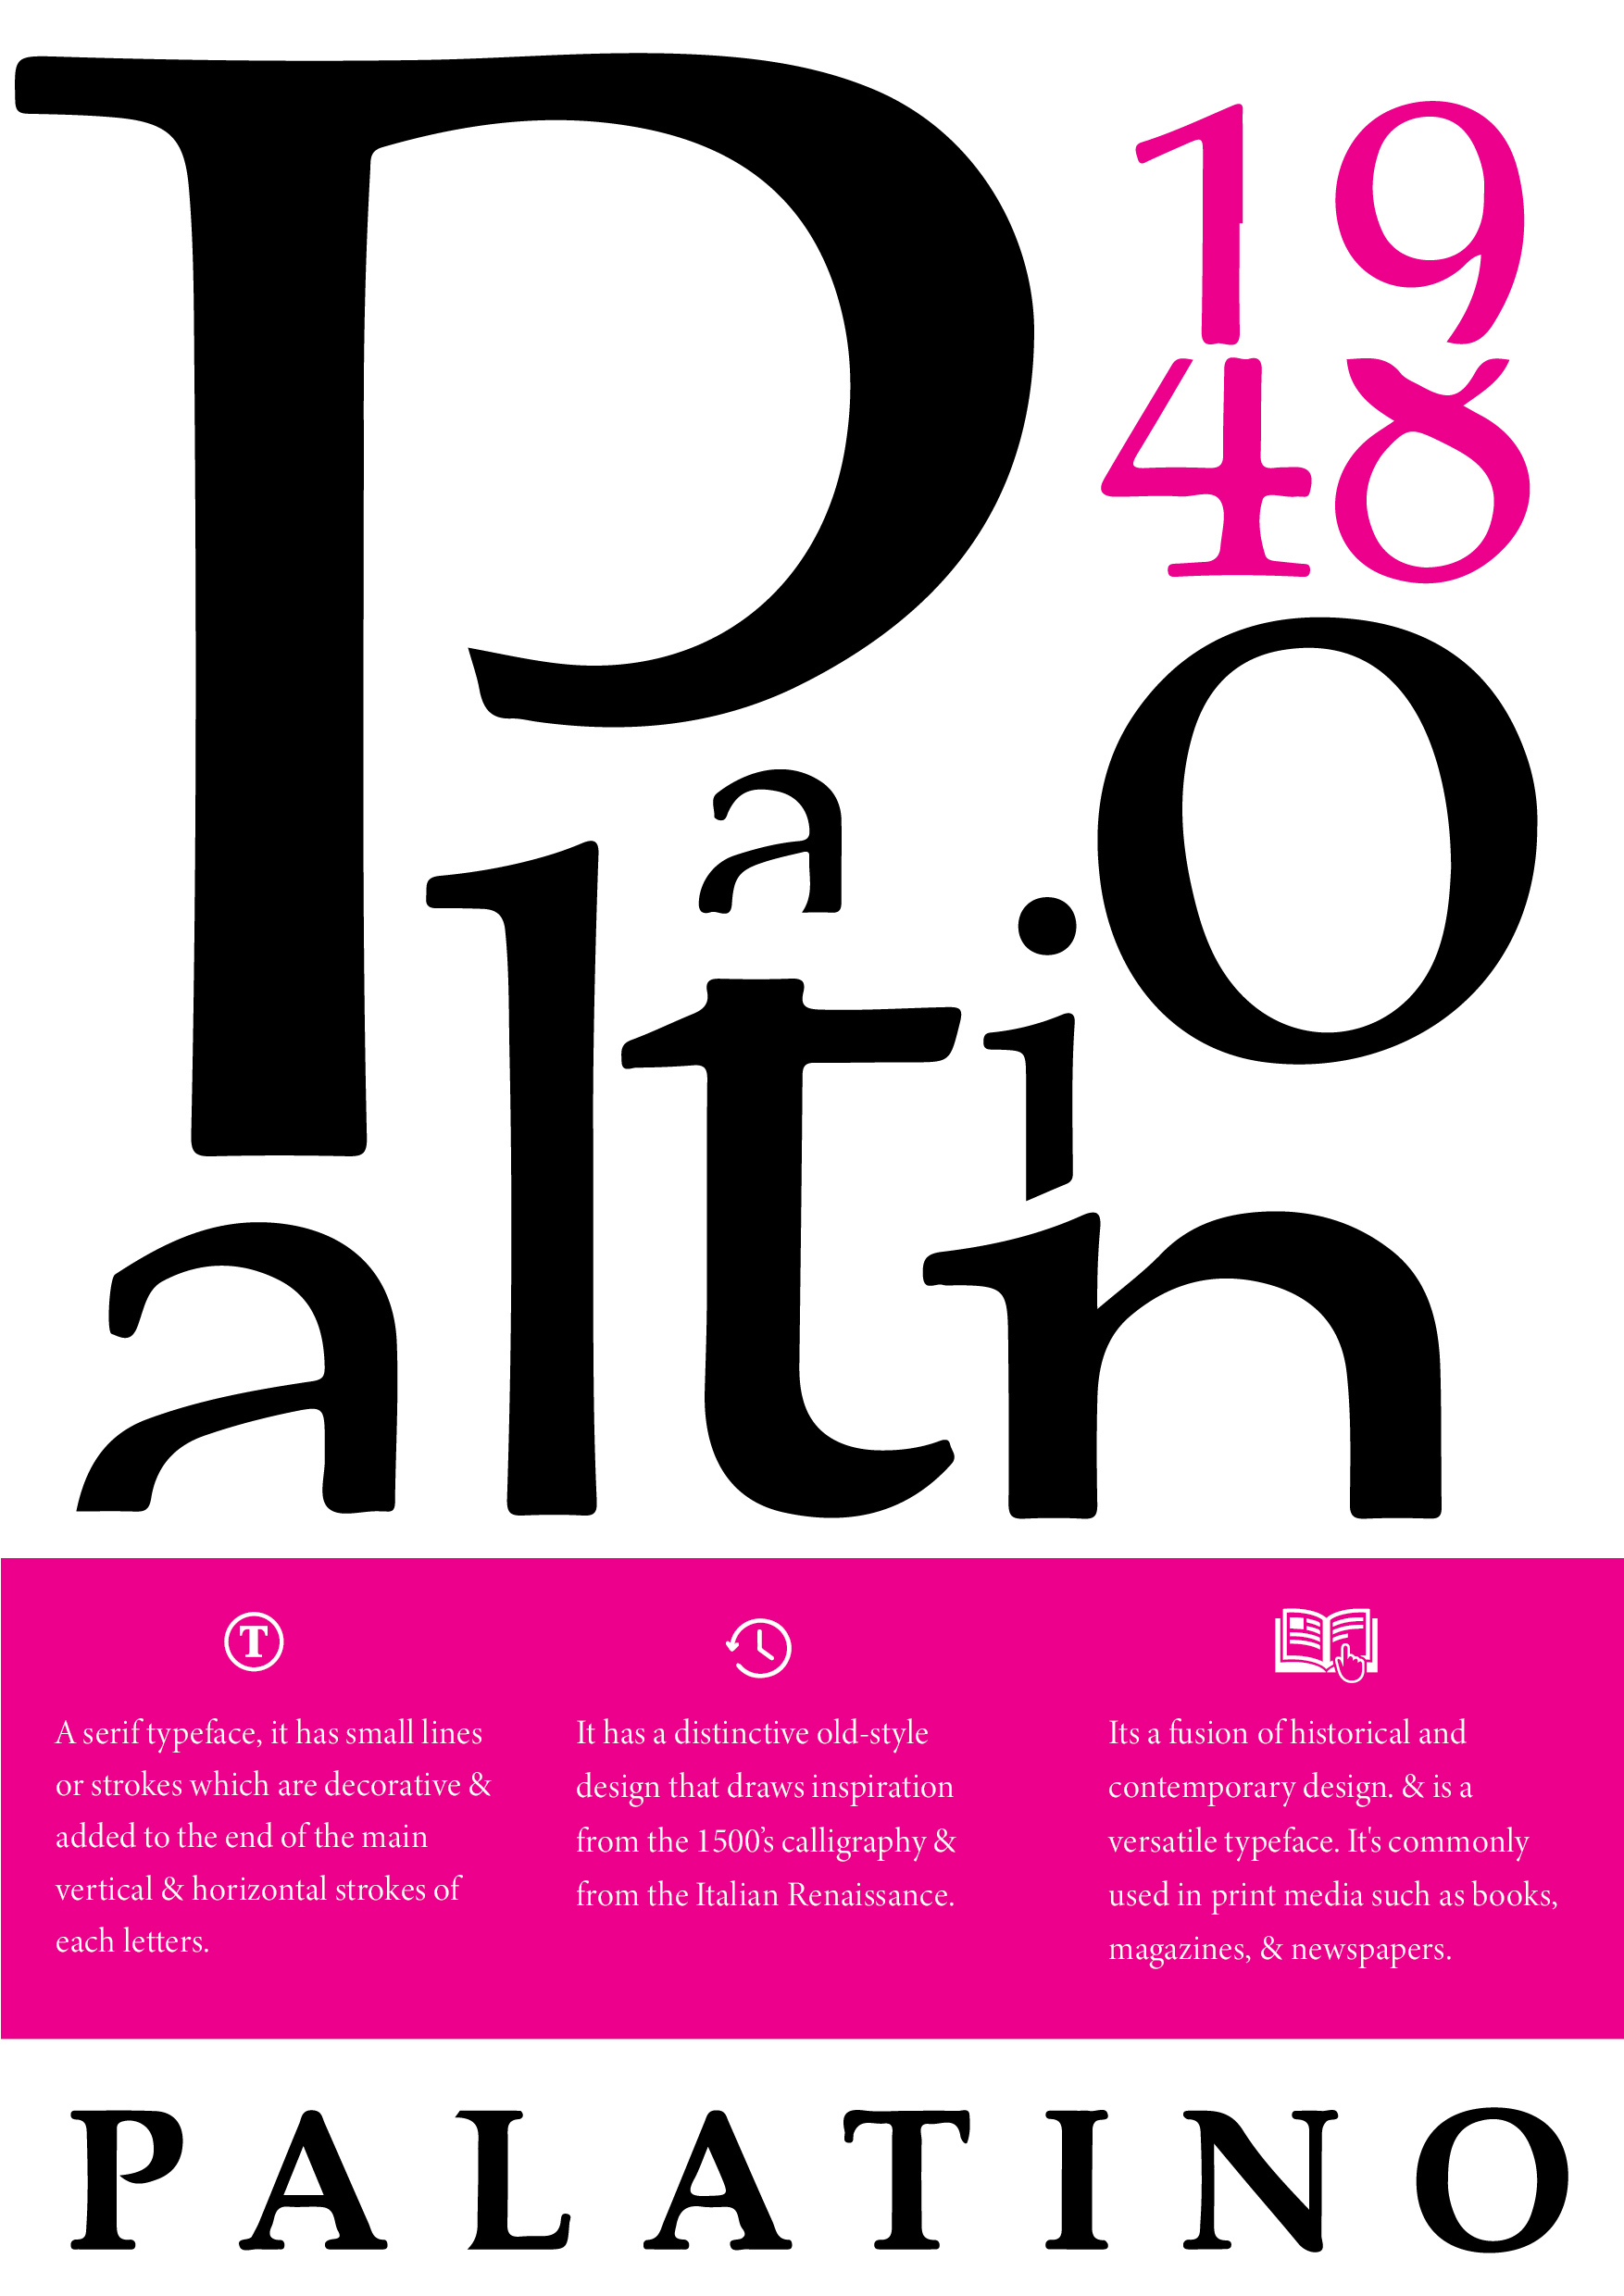 Palatino
19
48
T
A serif typeface, it has small lines
or strokes which are decorative &
added to the end of the main
vertical & horizontal strokes of
each letters.
It has a distinctive old-style
design that draws inspiration
from the 1500’s calligraphy &
from the Italian Renaissance.
Its a fusion of historical and
contemporary design. & is a
versatile typeface. It's commonly
used in print media such as books,
magazines, & newspapers.
PALATINO